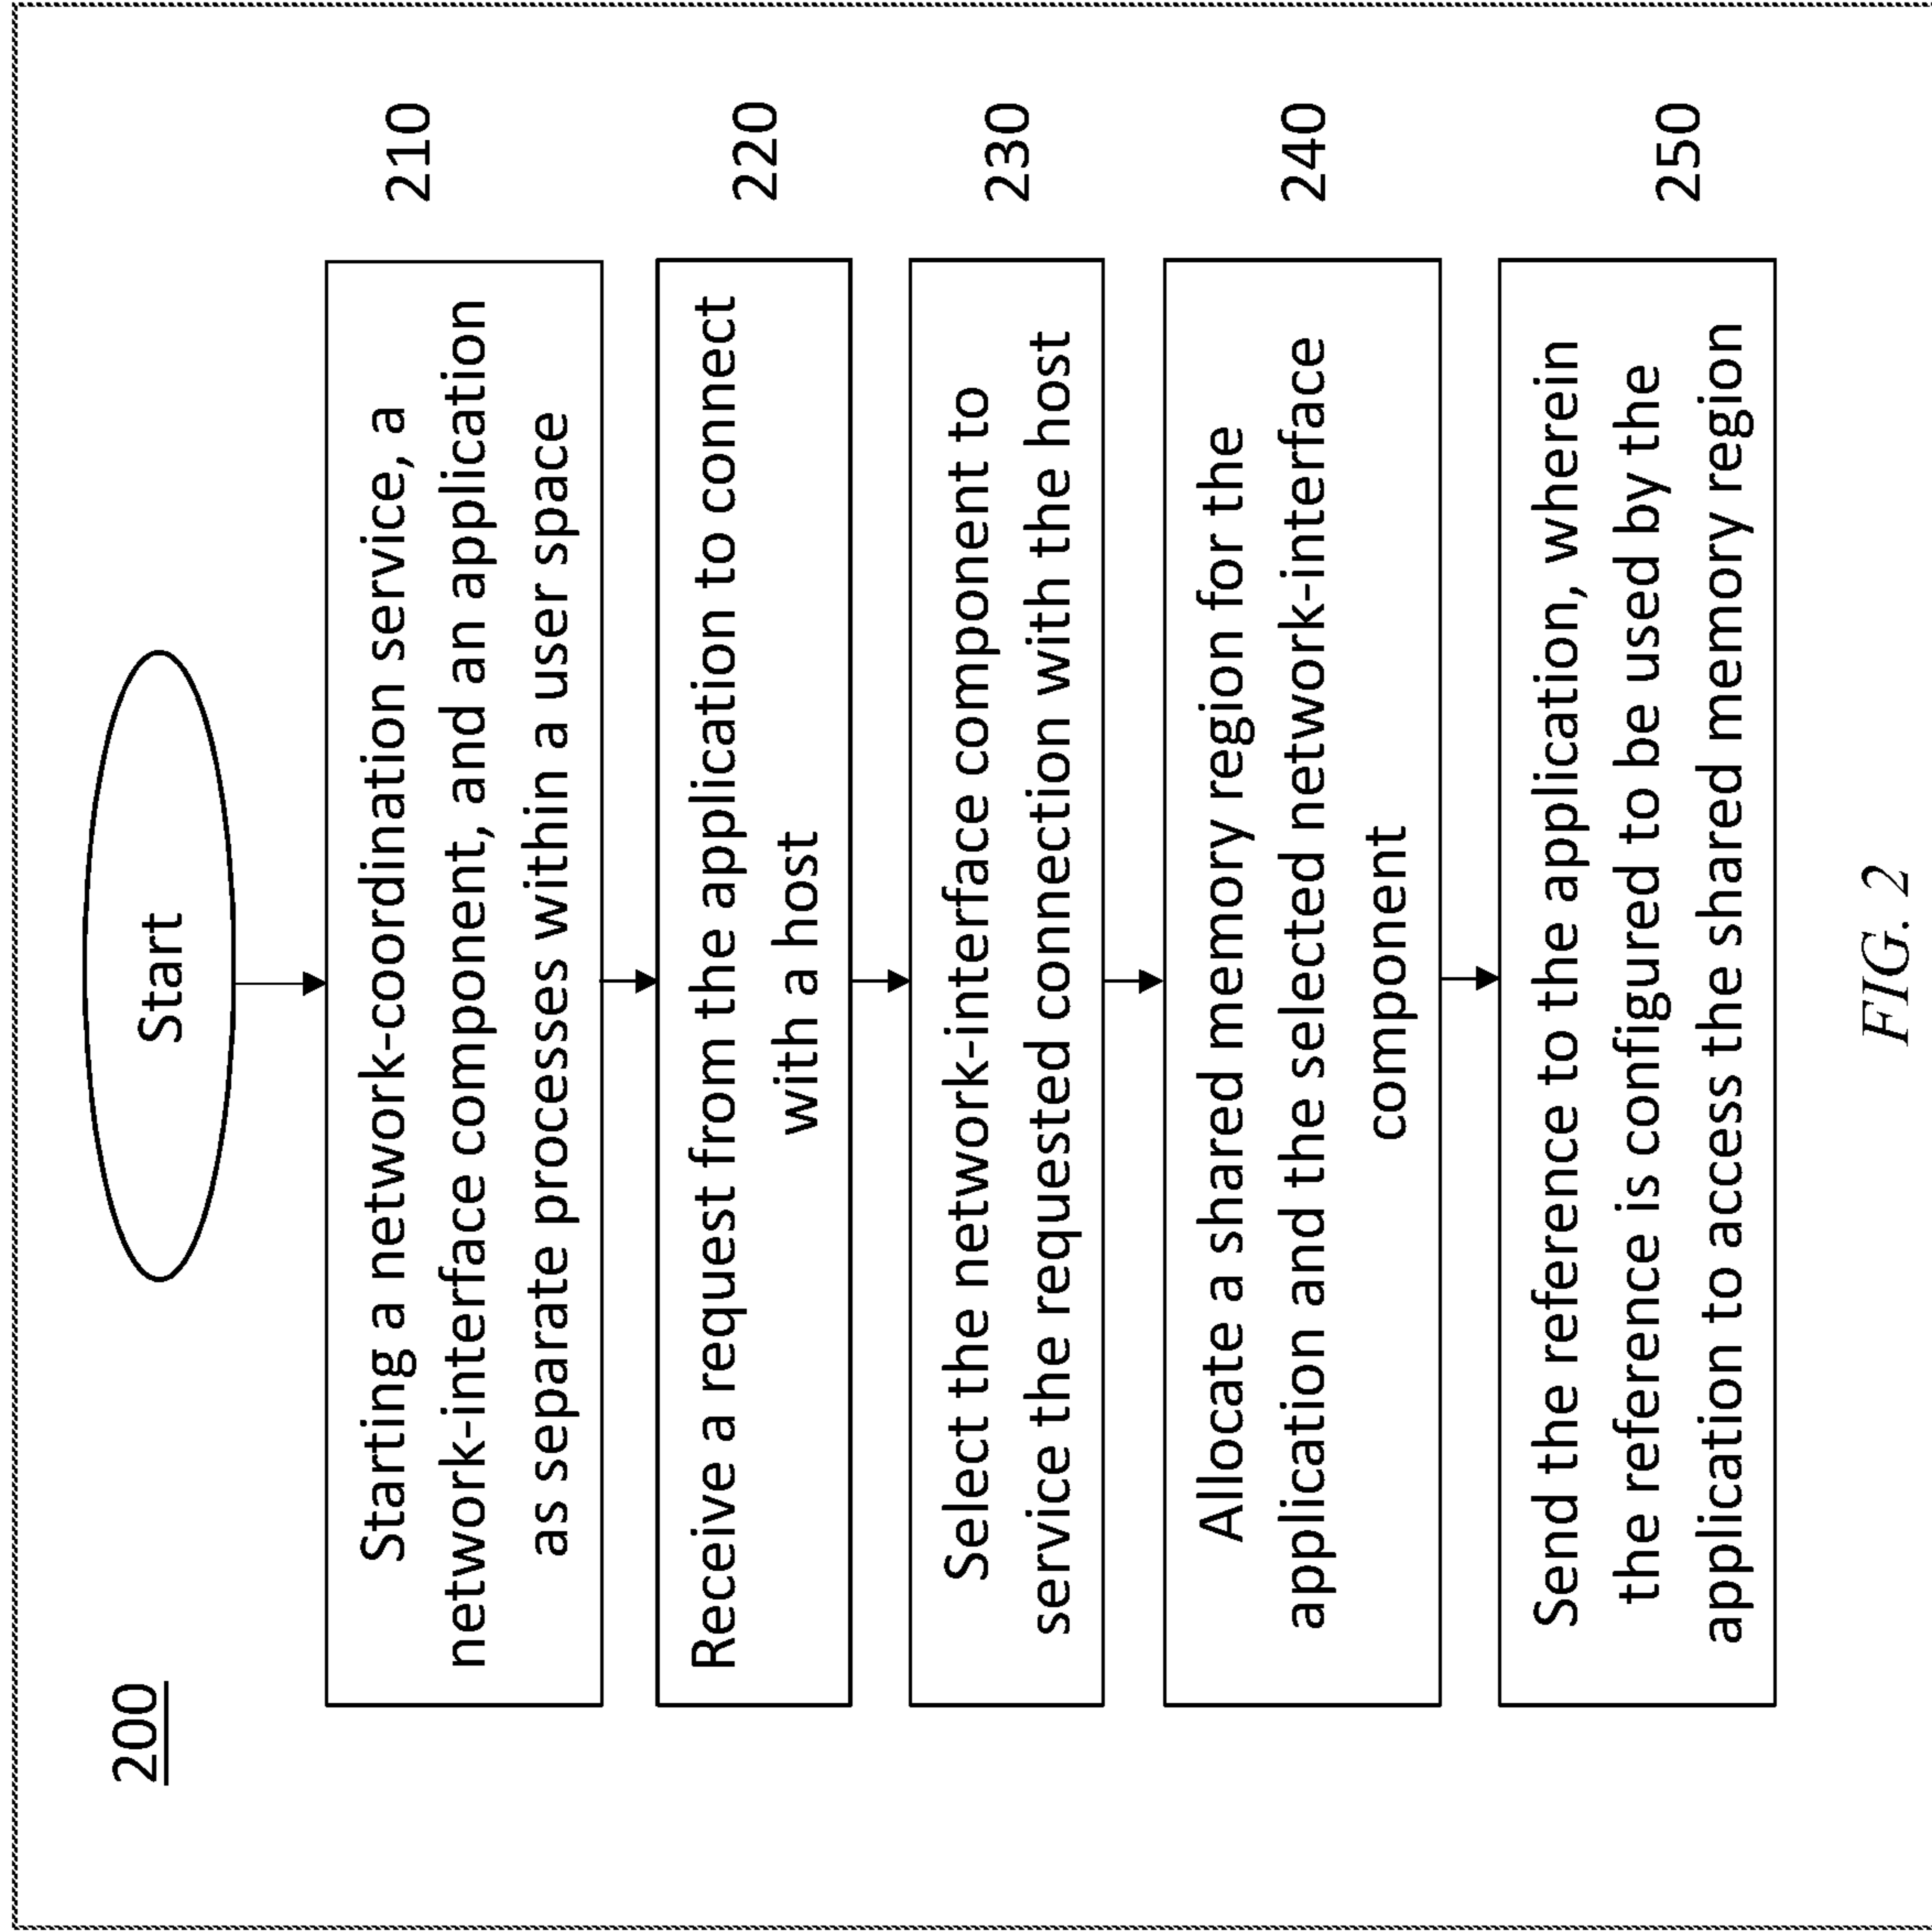 200
Start
Starting a network-coordination service, a
network-interface component, and an application
as separate processes within a user space
210
Receive a request from the application to connect
with a host
220
Select the network-interface component to
service the requested connection with the host
230
Allocate a shared memory region for the
application and the selected network-interface
component
240
Send the reference to the application, wherein
the reference is configured to be used by the
application to access the shared memory region
250
FIG. 2